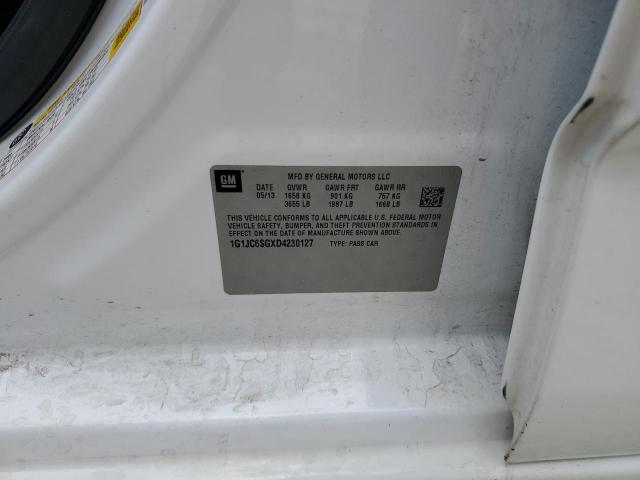 GM
MFD BY GENERAL MOTORS LLC
DATE GVWR GAWR FRT GAWR RR
05/13 1658 KG 901 KG 757 KG
3655 LB 1987 LB 1668 LB
THIS VEHICLE CONFORMS TO ALL APPLICABLE U.S. FEDERAL MOTOR
VEHICLE SAFETY, BUMPER, AND THEFT PREVENTION STANDARDS IN
EFFECT ON THE DATE OF MANUFACTURE SHOWN ABOVE.
1G1JC6SGXD4230127 TYPE: PASS CAR